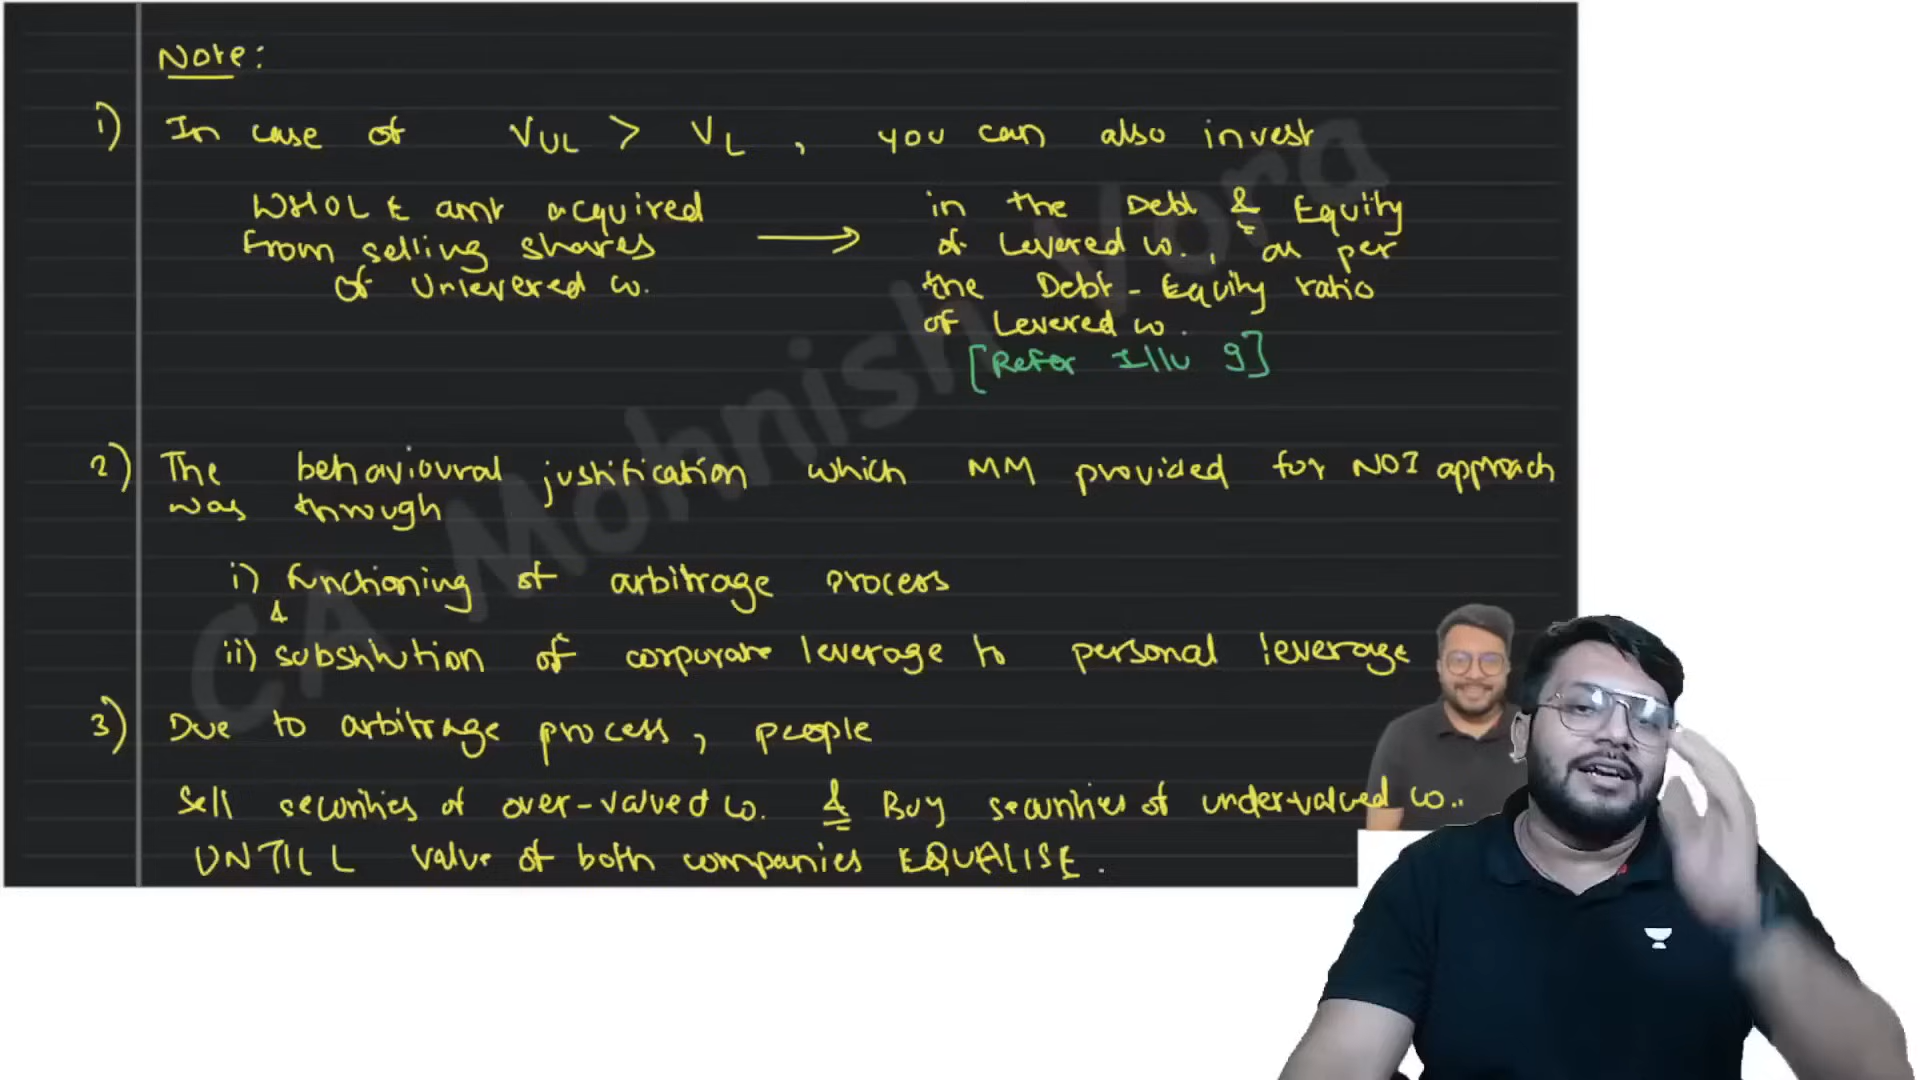 Note:
1) In case of VUL > VL , you can also invest
WHOLE amt acquired
from selling shares
of Unlevered co.
in the Debt & Equity
of Levered co., as per
the Debt-Equity ratio
of Levered co.
[Refer Illu 9]
2) The behavioural justification which MM provided for NOI approach
was through
i) functioning of arbitrage process
&
ii) substitution of corporate leverage to personal leverage
3) Due to arbitrage process, people
Sell securities of over-valued co. & Buy securities of undervalued co..
UNTILL value of both companies EQUALISE.
CA Mohnish Vora